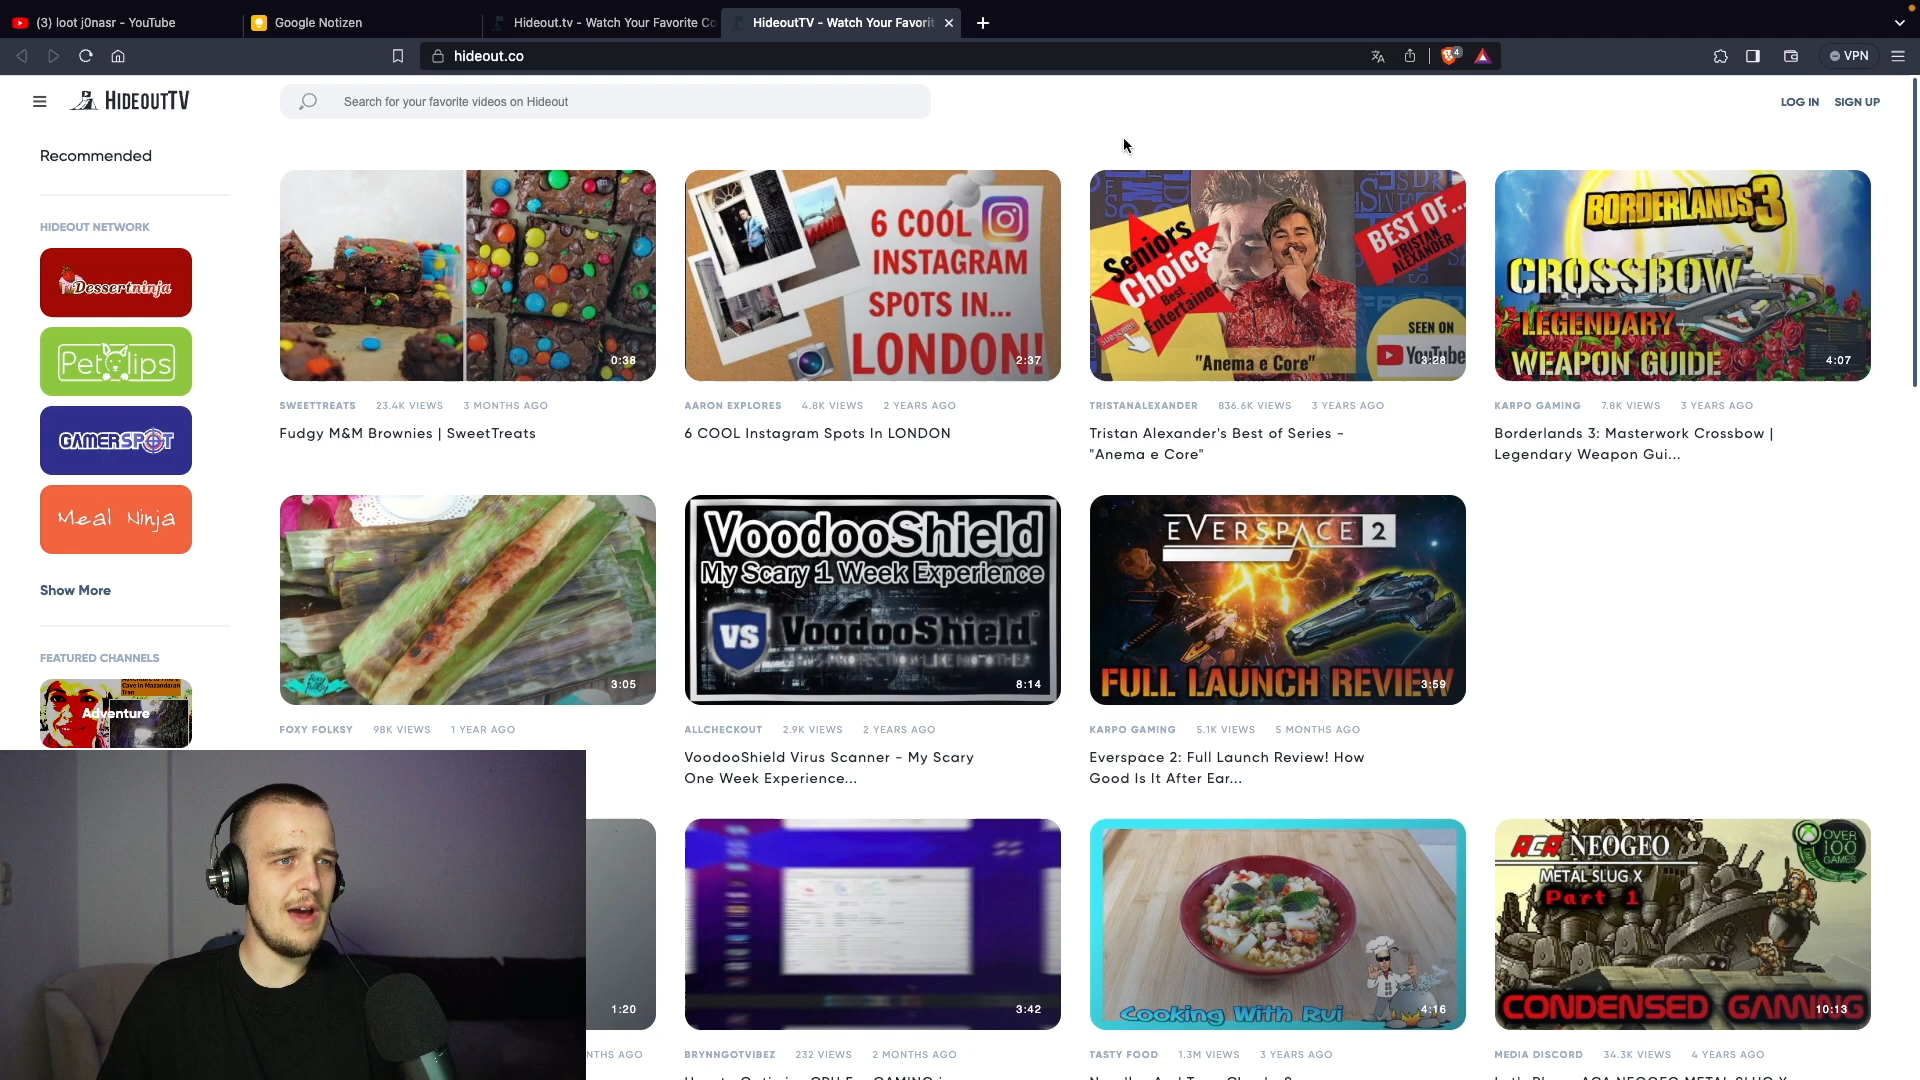 (3) loot j0nasr - YouTube
Google Notizen
Hideout.tv - Watch Your Favorite Co
HideoutTV - Watch Your Favorit
hideout.co
4
VPN
HIDEOUTTV
Search for your favorite videos on Hideout
LOG IN
SIGN UP
Recommended
HIDEOUT NETWORK
Dessertninja
PetClips
GAMERSPOT
Meal Ninja
Show More
FEATURED CHANNELS
Adventure
0:38
SWEETTREATS 23.4K VIEWS 3 MONTHS AGO
Fudgy M&M Brownies | SweetTreats
6 COOL
INSTAGRAM
SPOTS IN...
LONDON!
2:37
AARON EXPLORES 4.8K VIEWS 2 YEARS AGO
6 COOL Instagram Spots In LONDON
Seniors
Choice
Best
Entertainer
SUBSCRIBE
BEST OF...
TRISTAN
ALEXANDER
SEEN ON
YouTube
"Anema e Core"
3:28
TRISTANALEXANDER 836.6K VIEWS 3 YEARS AGO
Tristan Alexander's Best of Series -
"Anema e Core"
BORDERLANDS 3
CROSSBOW
LEGENDARY
WEAPON GUIDE
4:07
KARPO GAMING 7.8K VIEWS 3 YEARS AGO
Borderlands 3: Masterwork Crossbow |
Legendary Weapon Gui...
foxy
folksy
3:05
FOXY FOLKSY 98K VIEWS 1 YEAR AGO
VoodooShield
My Scary 1 Week Experience
VS VoodooShield
8:14
ALLCHECKOUT 2.9K VIEWS 2 YEARS AGO
VoodooShield Virus Scanner - My Scary
One Week Experience...
EVERSPACE 2
FULL LAUNCH REVIEW
3:59
KARPO GAMING 5.1K VIEWS 5 MONTHS AGO
Everspace 2: Full Launch Review! How
Good Is It After Ear...
1:20
NTHS AGO
3:42
BRYNNGOTVIBEZ 232 VIEWS 2 MONTHS AGO
Cooking With Rui
4:16
TASTY FOOD 1.3M VIEWS 3 YEARS AGO
ACA NEOGEO
METAL SLUG X
Part 1
OVER
100
GAMES
CONDENSED GAMING
10:13
MEDIA DISCORD 34.3K VIEWS 4 YEARS AGO